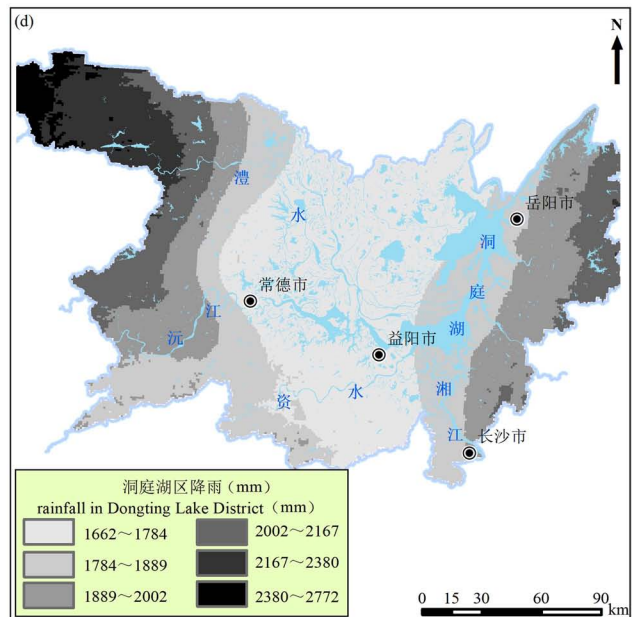 (d)
N
澧
水
岳阳市
洞
常德市
庭
江
沅
益阳市
湖
湘
资
水
江
长沙市
洞庭湖区降雨(mm)
rainfall in Dongting Lake District(mm)
1662～1784
2002～2167
1784～1889
2167～2380
1889～2002
2380～2772
0 15 30 60 90
km